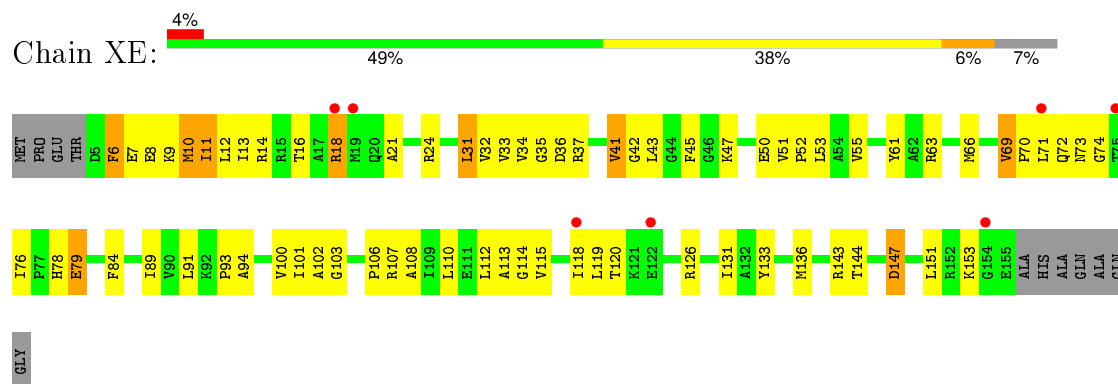 4%
Chain XE:
49% 38% 6% 7%
MET PRO GLU THR D5 F6 E7 E8 K9 M10 I11 L12 I13 R14 R15 T16 A17 R18 M19 Q20 A21 R24 L31 V32 V33 V34 G35 D36 R37 V41 G42 L43 G44 F45 G46 K47 E50 V51 P52 L53 A54 V55 Y61 A62 R63 M66 V69 P70 L71 Q72 N73 G74 T75
I76 P77 H78 E79 F84 I89 V90 L91 K92 P93 A94 V100 I101 A102 G103 P106 R107 A108 I109 L110 E111 L112 A113 G114 V115 I118 L119 T120 K121 E122 R126 I131 A132 Y133 M136 R143 T144 D147 L151 R152 K153 G154 E155 ALA HIS ALA GLN ALA GLN
GLY